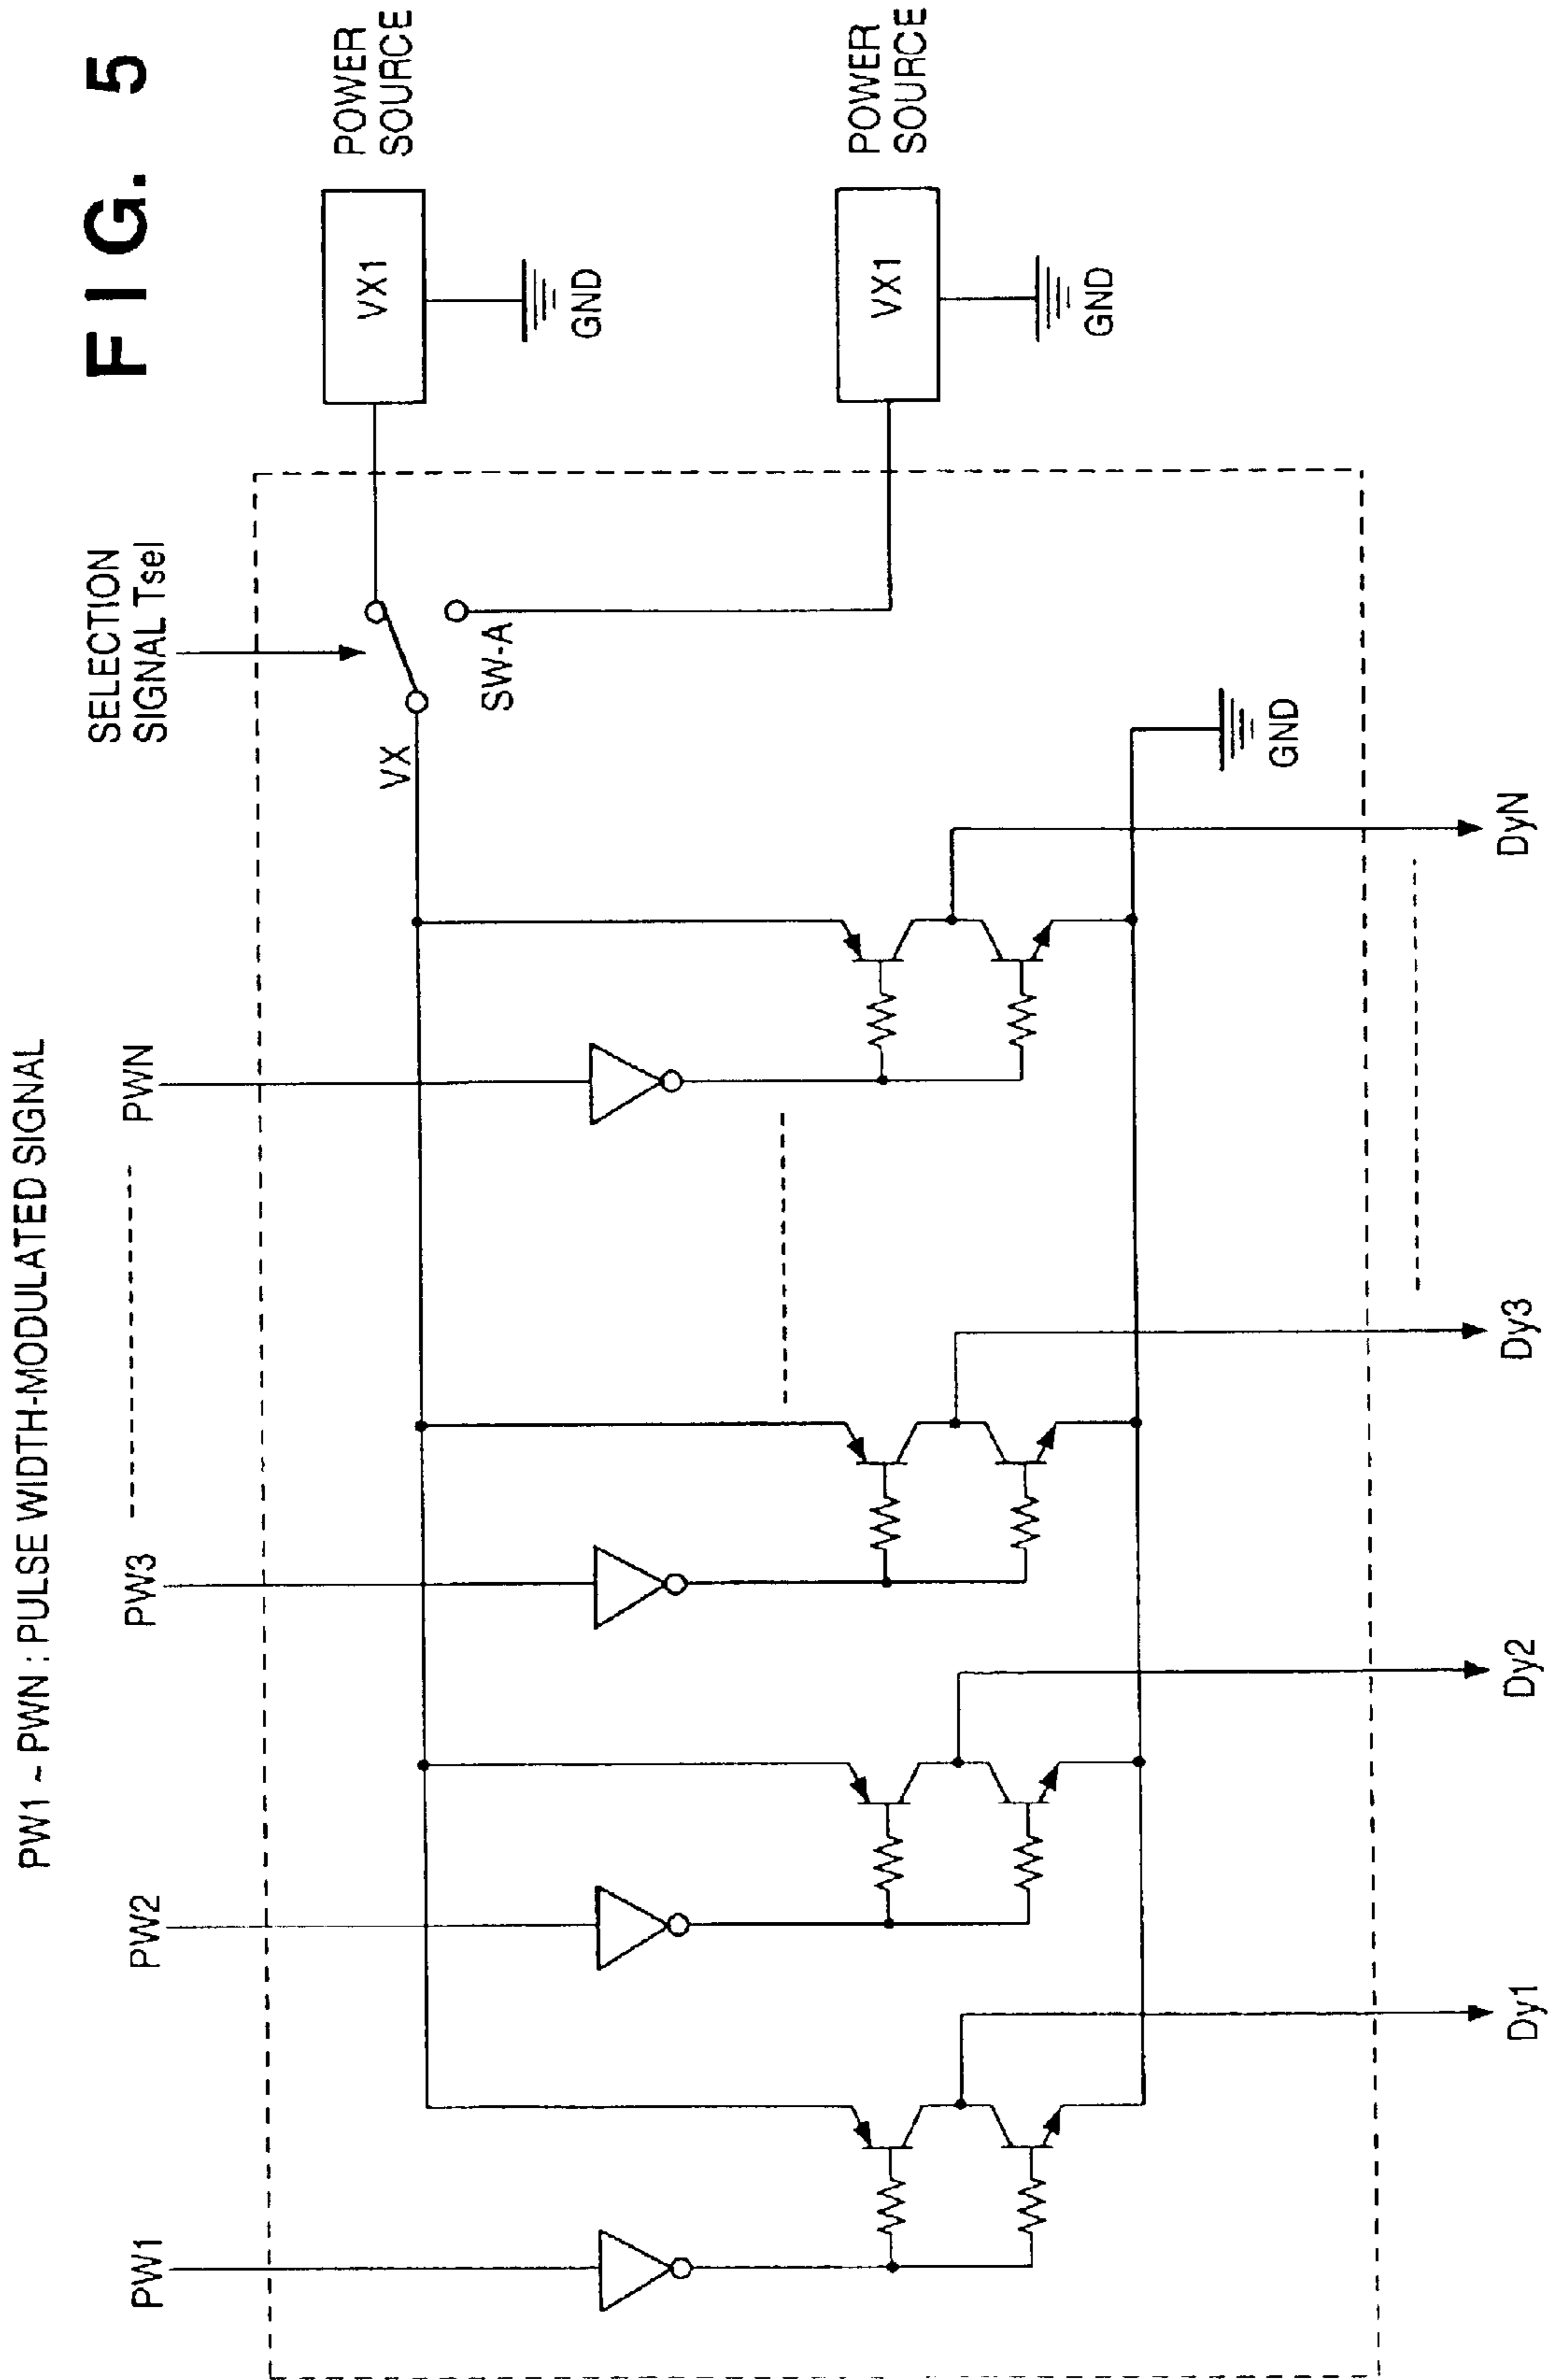 FIG. 5
PW1 ~ PWN : PULSE WIDTH-MODULATED SIGNAL
PW1
PW2
PW3
PWN
SELECTION
SIGNAL Tsel
VX
SW-A
VX1
POWER
SOURCE
GND
VX1
POWER
SOURCE
GND
GND
Dy1
Dy2
Dy3
DyN